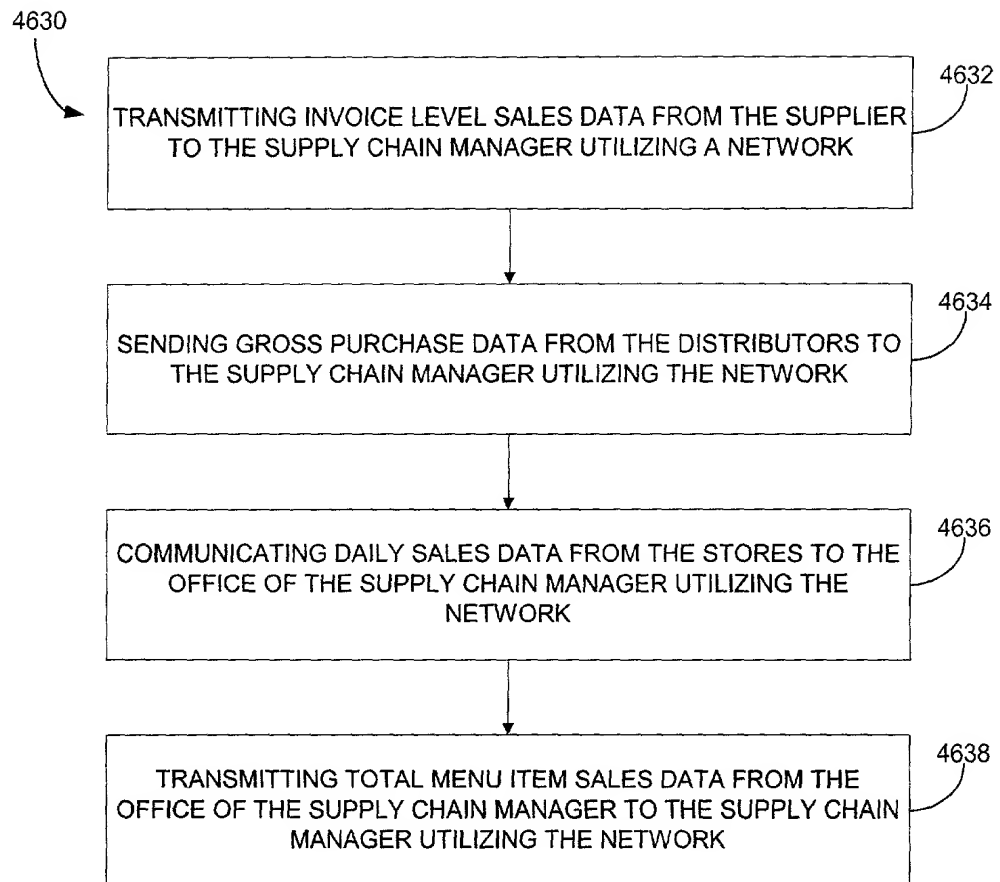 4630
4632
TRANSMITTING INVOICE LEVEL SALES DATA FROM THE SUPPLIER
TO THE SUPPLY CHAIN MANAGER UTILIZING A NETWORK
4634
SENDING GROSS PURCHASE DATA FROM THE DISTRIBUTORS TO
THE SUPPLY CHAIN MANAGER UTILIZING THE NETWORK
4636
COMMUNICATING DAILY SALES DATA FROM THE STORES TO THE
OFFICE OF THE SUPPLY CHAIN MANAGER UTILIZING THE
NETWORK
4638
TRANSMITTING TOTAL MENU ITEM SALES DATA FROM THE
OFFICE OF THE SUPPLY CHAIN MANAGER TO THE SUPPLY CHAIN
MANAGER UTILIZING THE NETWORK